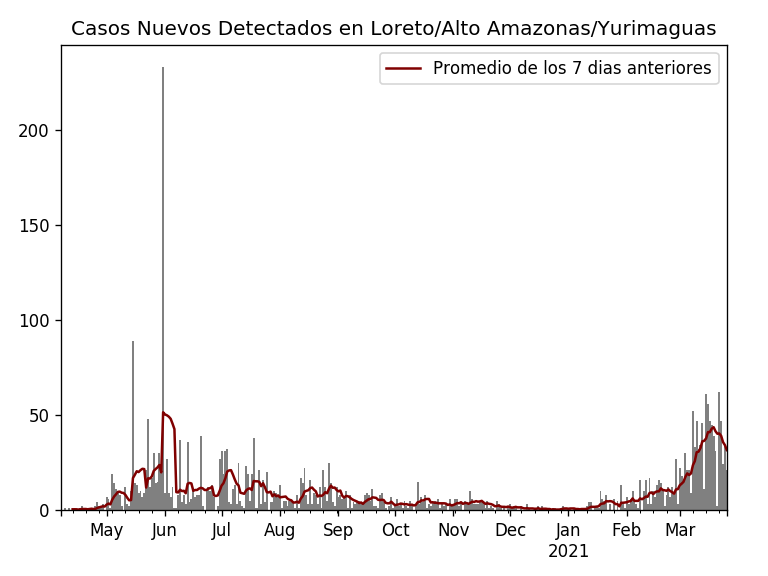 Casos Nuevos Detectados en Loreto/Alto Amazonas/Yurimaguas
Promedio de los 7 dias anteriores
200
150
100
50
0
May Jun Jul Aug Sep Oct Nov Dec Jan Feb Mar
2021